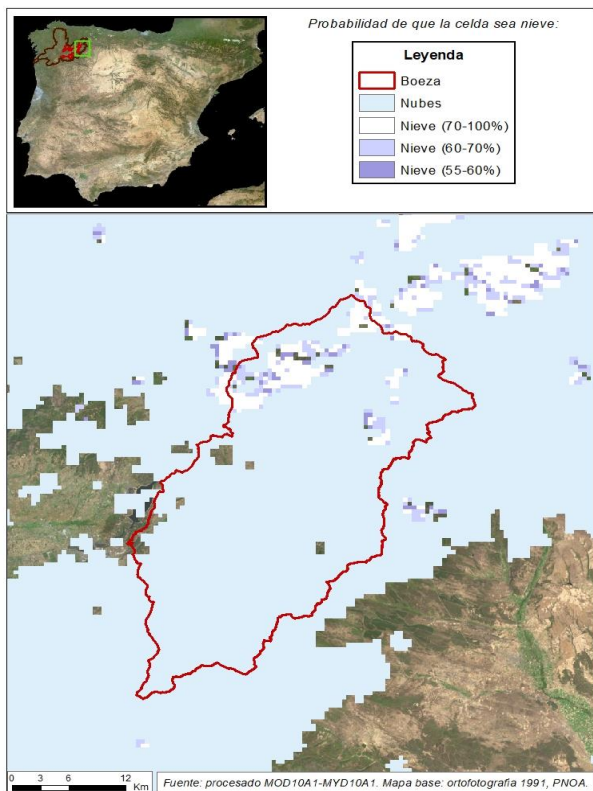 Probabilidad de que la celda sea nieve:
Leyenda
Boeza
Nubes
Nieve (70-100%)
Nieve (60-70%)
Nieve (55-60%)
0 3 6 12
Km
Fuente: procesado MOD10A1-MYD10A1. Mapa base: ortofotografía 1991, PNOA.